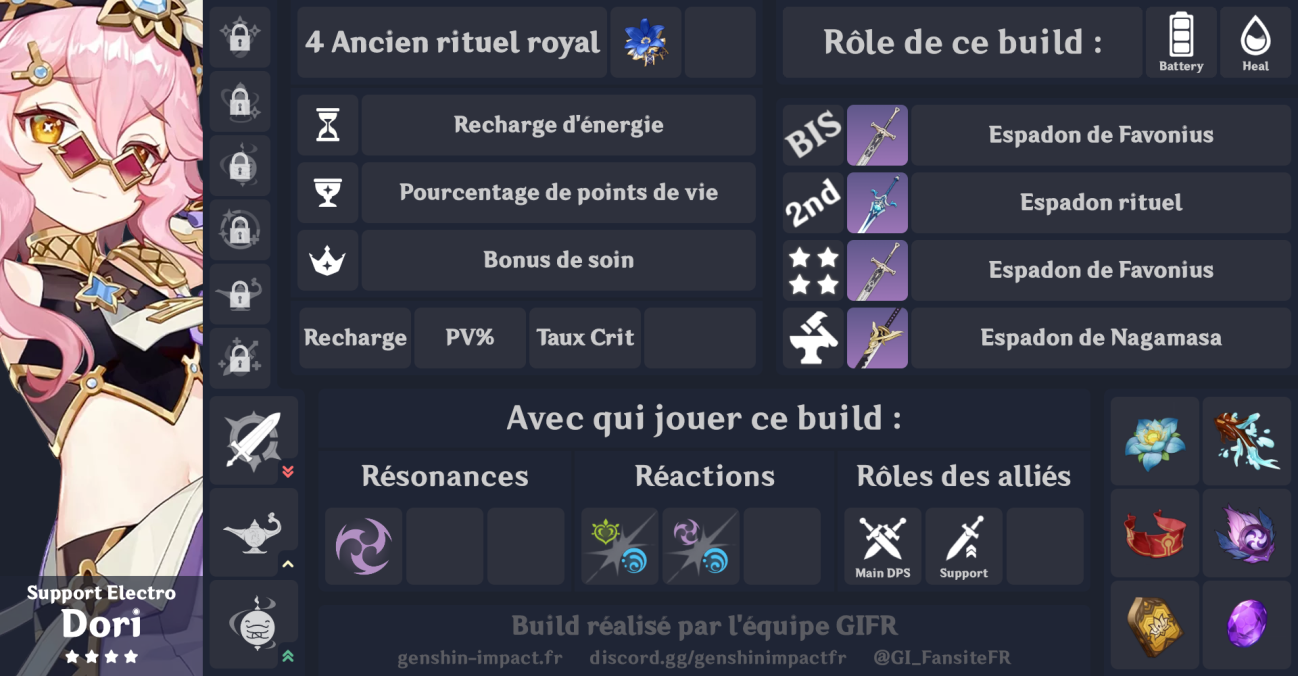 4 Ancien rituel royal
Rôle de ce build :
Battery
Heal
Recharge d'énergie
Pourcentage de points de vie
Bonus de soin
Recharge
PV%
Taux Crit
BIS
Espadon de Favonius
2nd
Espadon rituel
Espadon de Favonius
Espadon de Nagamasa
Avec qui jouer ce build :
Résonances
Réactions
Rôles des alliés
Main DPS
Support
Support Electro
Dori
Build réalisé par l'équipe GIFR
genshin-impact.fr discord.gg/genshinimpactfr @GI_FansiteFR